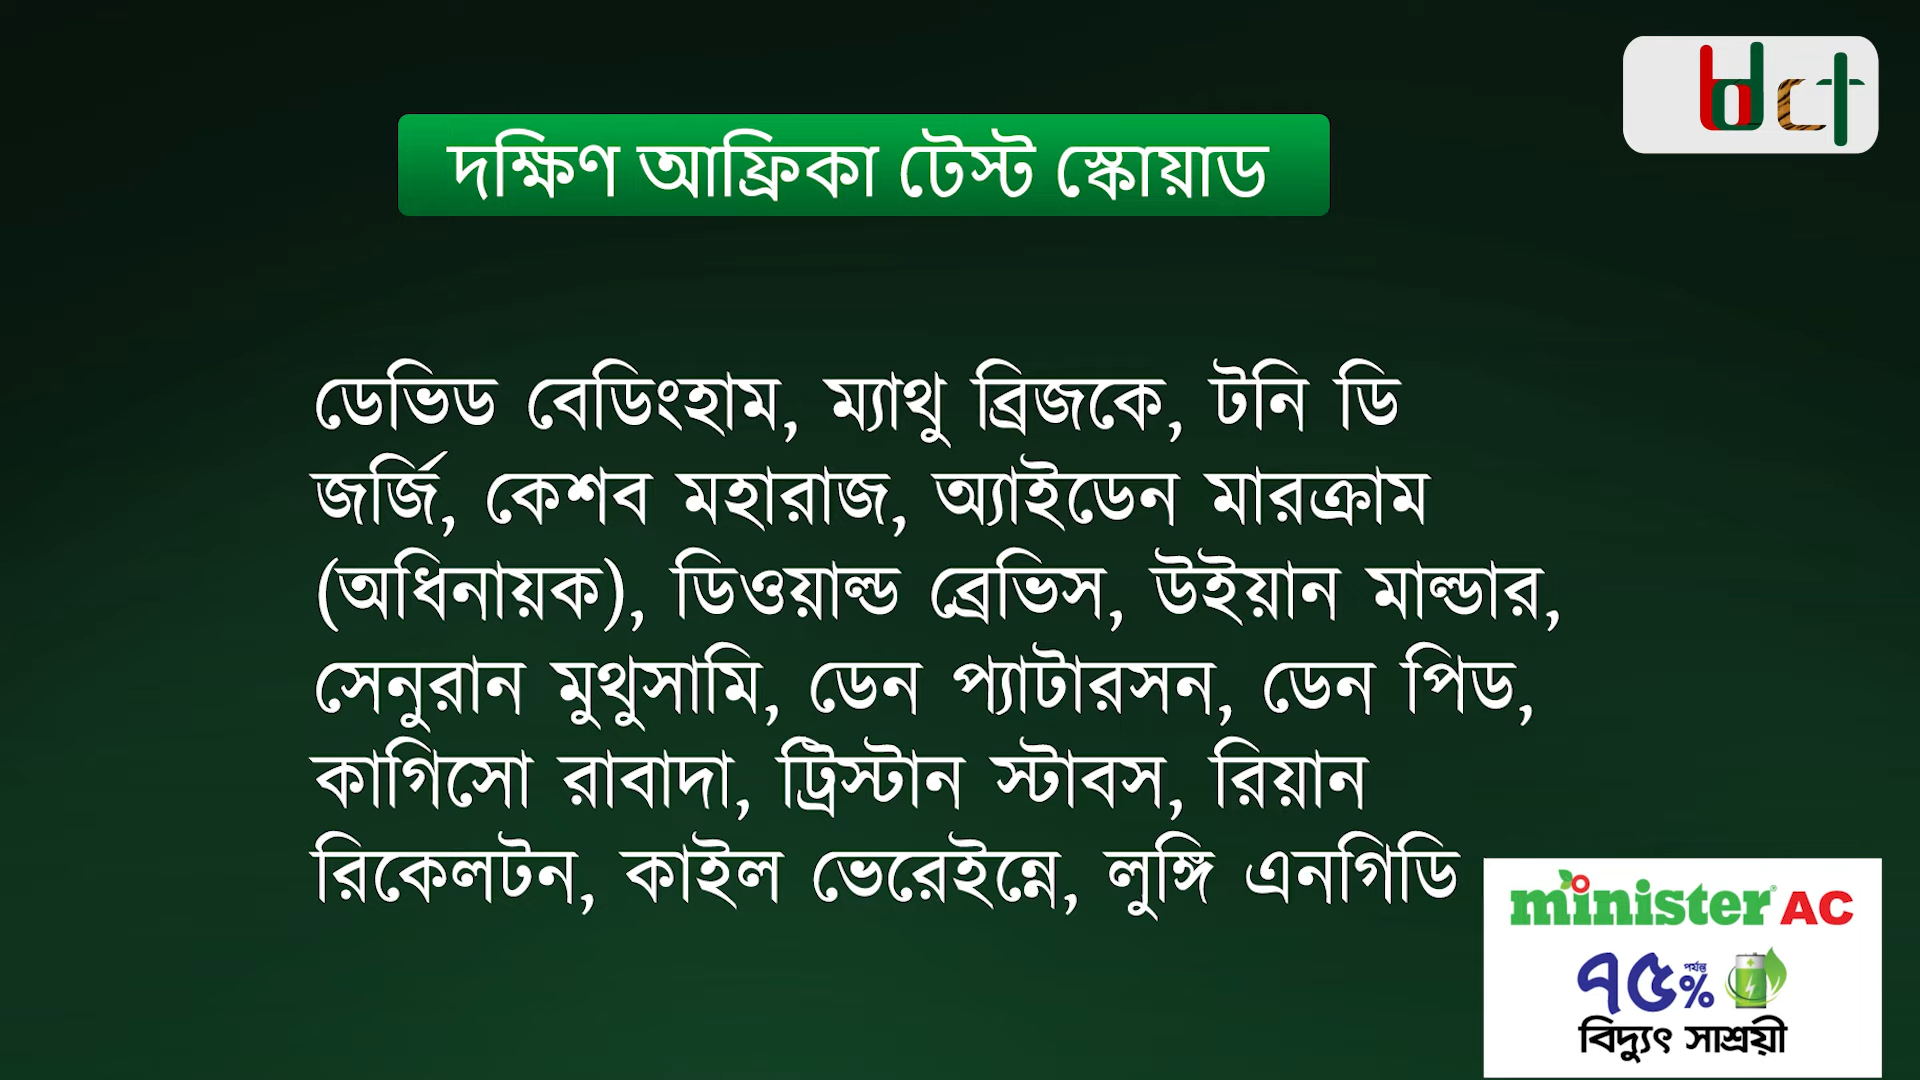 bdct
দক্ষিণ আফ্রিকা টেস্ট স্কোয়াড
ডেভিড বেডিংহাম, ম্যাথু ব্রিজকে, টনি ডি
জর্জি, কেশব মহারাজ, অ্যাইডেন মারক্রাম
(অধিনায়ক), ডিওয়াল্ড ব্রেভিস, উইয়ান মাল্ডার,
সেনুরান মুথুসামি, ডেন প্যাটারসন, ডেন পিড,
কাগিসো রাবাদা, ট্রিস্টান স্টাবস, রিয়ান
রিকেলটন, কাইল ভেরেইন্নে, লুঙ্গি এনগিডি
minister AC
৭৫% পর্যন্ত
বিদ্যুৎ সাশ্রয়ী